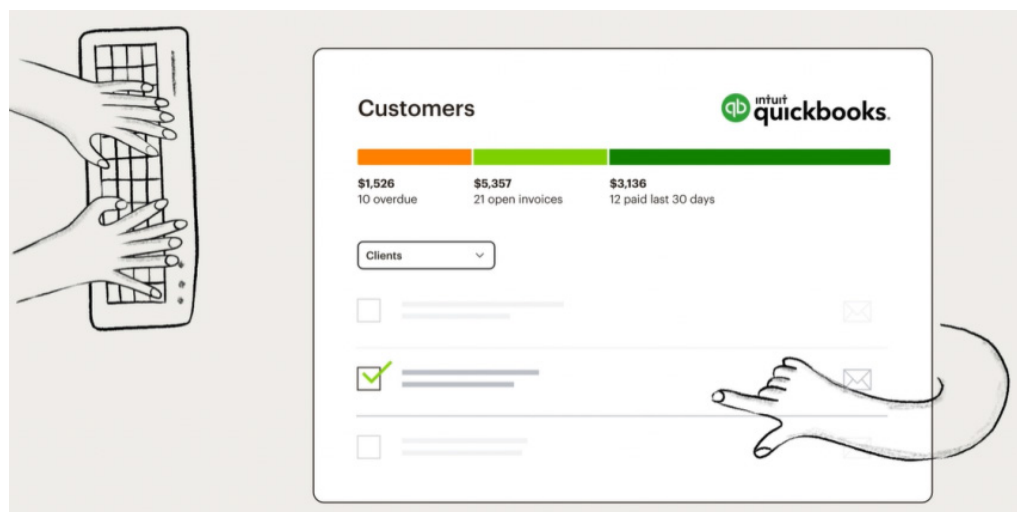 Customers
intuit
quickbooks.
$1,526
10 overdue
$5,357
21 open invoices
$3,136
12 paid last 30 days
Clients